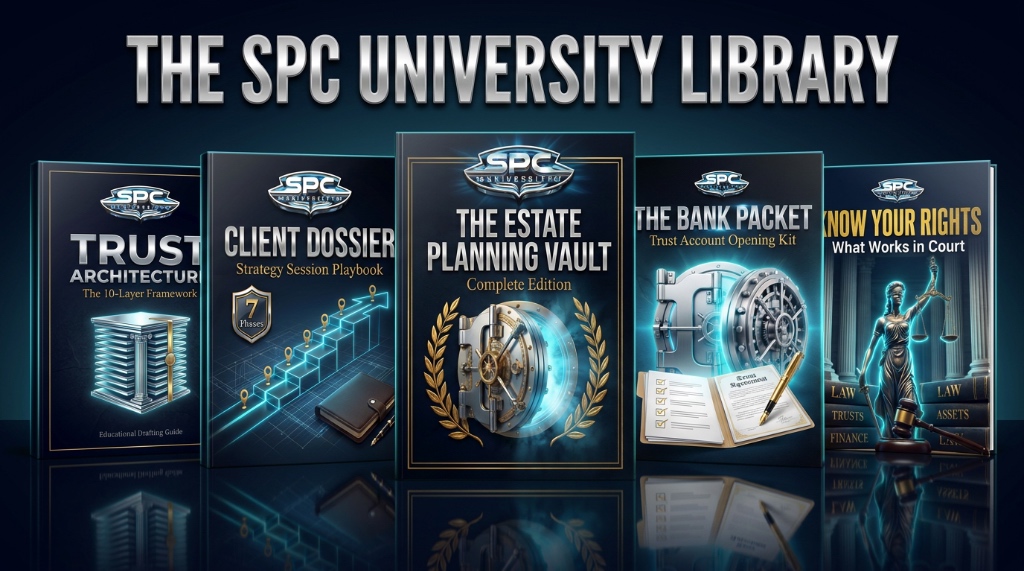 THE SPC UNIVERSITY LIBRARY
SPC
TRUST
ARCHITECTUR
The 10-Layer Framework
Educational Drafting Guide
SPC
CLIENT DOSSIER
Strategy Session Playbook
7
Phases
SPC
THE ESTATE
PLANNING VAULT
Complete Edition
SPC
THE BANK PACKET
Trust Account Opening Kit
Trust
Agreement
SPC
KNOW YOUR RIGHTS
What Works in Court
LAW
LAW
TRUSTS
ASSETS
FINANCE